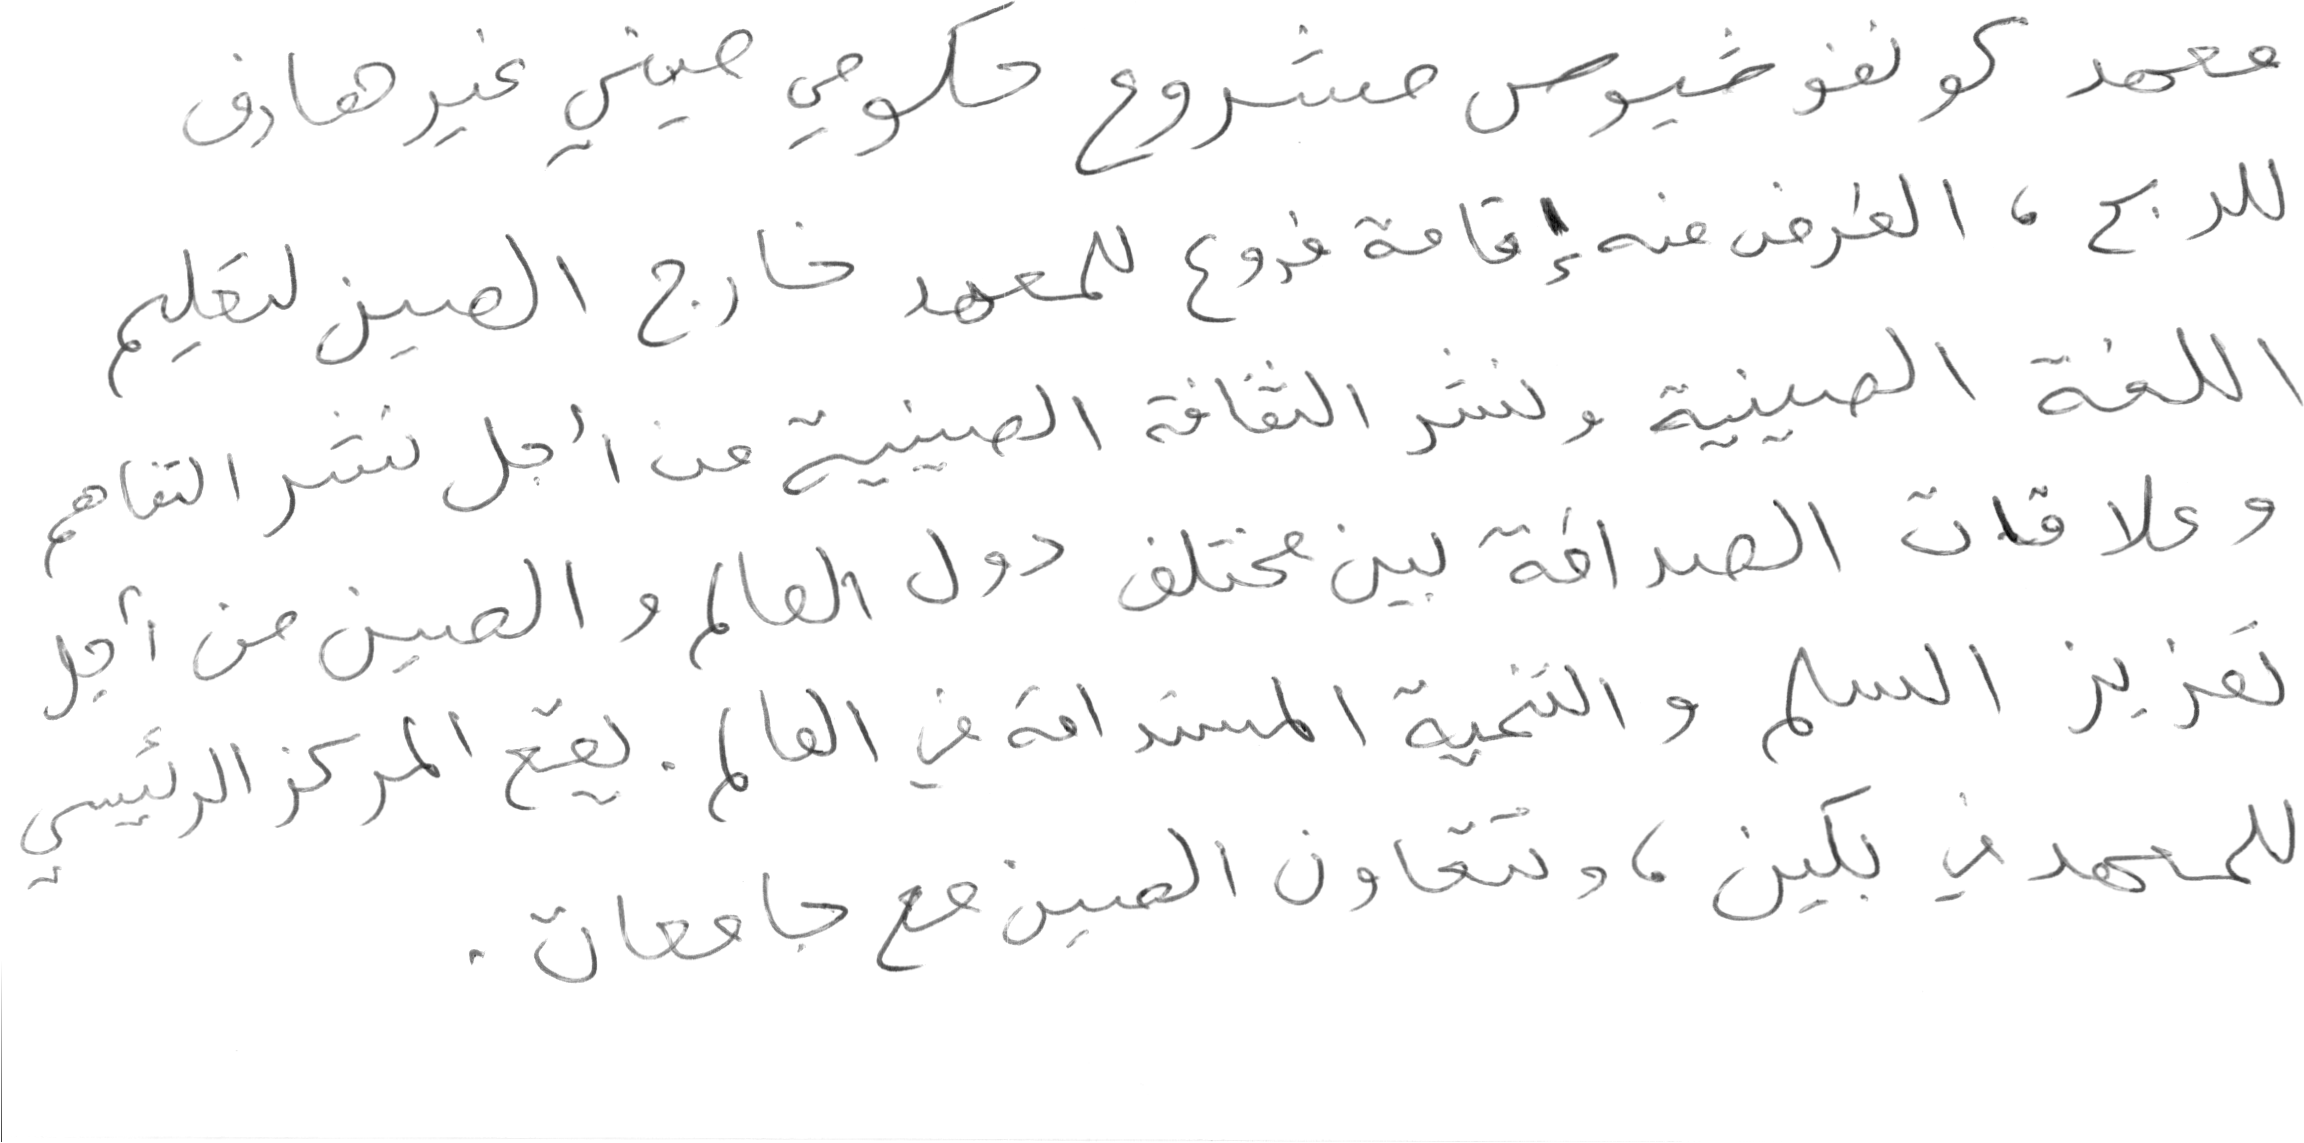 معهد كونفوشيوس مشروع حكومي صيني غير هادف
للربح، الغرض منه إقامة فروع للمعهد خارج الصين لتعليم
اللغة الصينية ولنشر الثقافة الصينية من أجل نشر التفاهم
وعلاقات الصداقة بين مختلف دول العالم والصين من أجل
تعزيز السلم والتنمية المستدامة في العالم. يقع المركز الرئيسي
للمعهد في بكين، وتتعاون الصين مع جامعات.